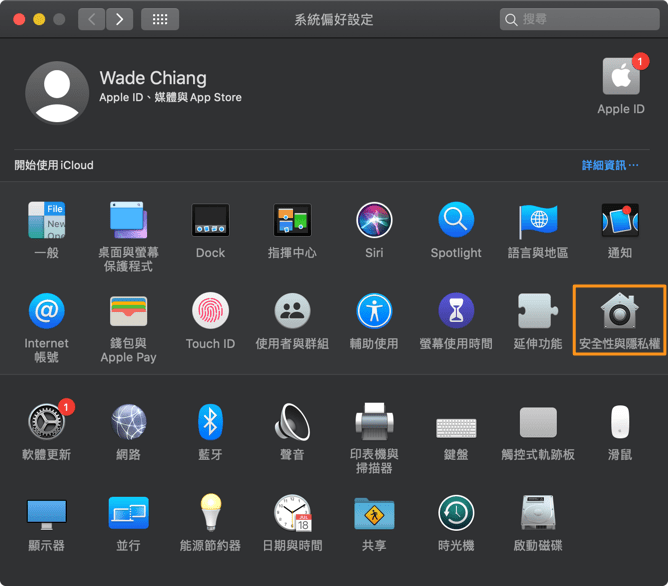 系統偏好設定
搜尋
Wade Chiang
Apple ID、媒體與 App Store
1
Apple ID
開始使用 iCloud
詳細資訊…
File
New
Ope
一般
桌面與螢幕
保護程式
Dock
指揮中心
Siri
Spotlight
語言與地區
通知
@
Internet
帳號
錢包與
Apple Pay
Touch ID
使用者與群組
輔助使用
螢幕使用時間
延伸功能
安全性與隱私權
1
軟體更新
網路
藍牙
聲音
印表機與
掃描器
鍵盤
觸控式軌跡板
滑鼠
顯示器
並行
能源節約器
JUL
18
日期與時間
共享
時光機
啟動磁碟